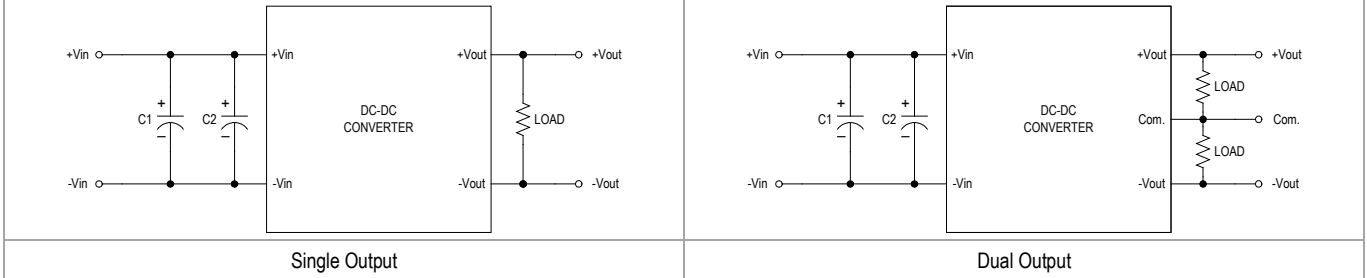 +Vin
+Vin
+Vout
+Vout
C1
+
−
C2
+
−
DC-DC
CONVERTER
LOAD
-Vin
-Vin
-Vout
-Vout
Single Output
+Vin
+Vin
+Vout
+Vout
C1
+
−
C2
+
−
DC-DC
CONVERTER
LOAD
Com.
Com.
LOAD
-Vin
-Vin
-Vout
-Vout
Dual Output